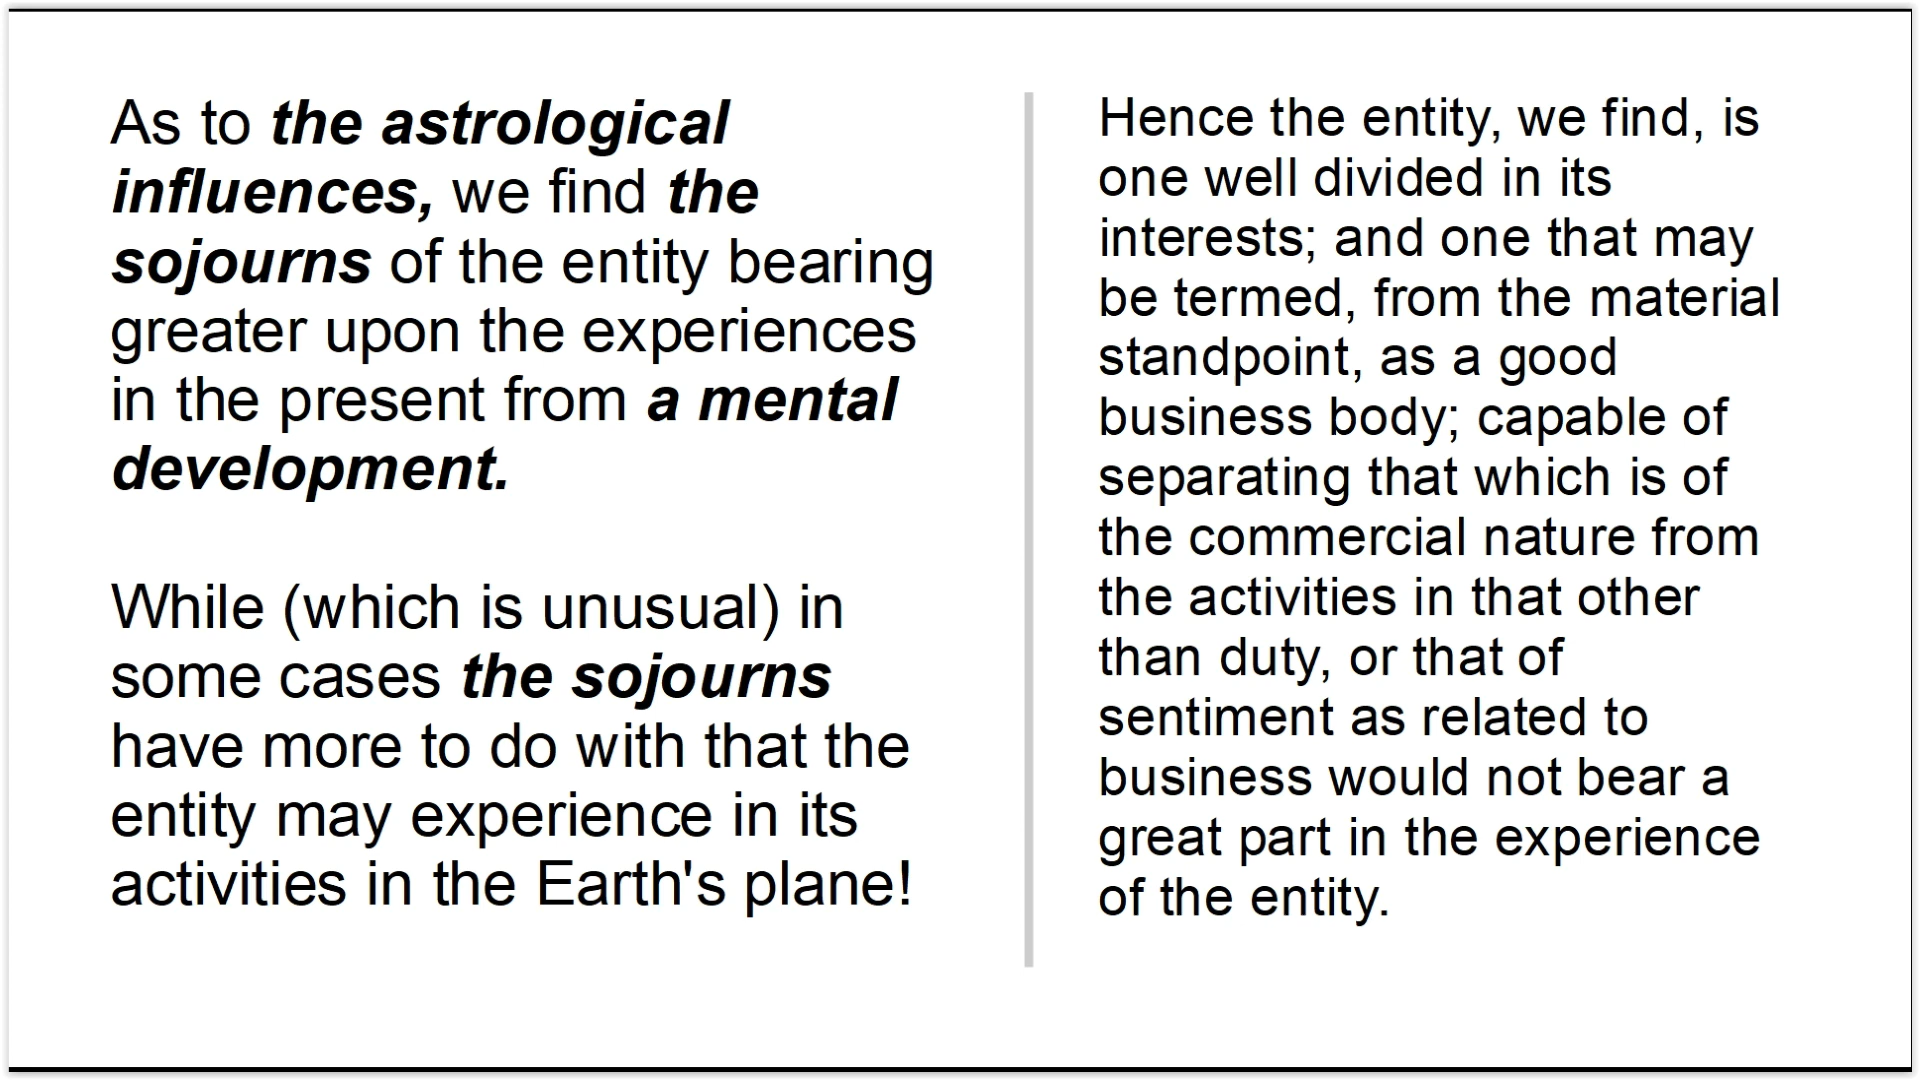 As to the astrological
influences, we find the
sojourns of the entity bearing
greater upon the experiences
in the present from a mental
development.
While (which is unusual) in
some cases the sojourns
have more to do with that the
entity may experience in its
activities in the Earth's plane!
Hence the entity, we find, is
one well divided in its
interests; and one that may
be termed, from the material
standpoint, as a good
business body; capable of
separating that which is of
the commercial nature from
the activities in that other
than duty, or that of
sentiment as related to
business would not bear a
great part in the experience
of the entity.